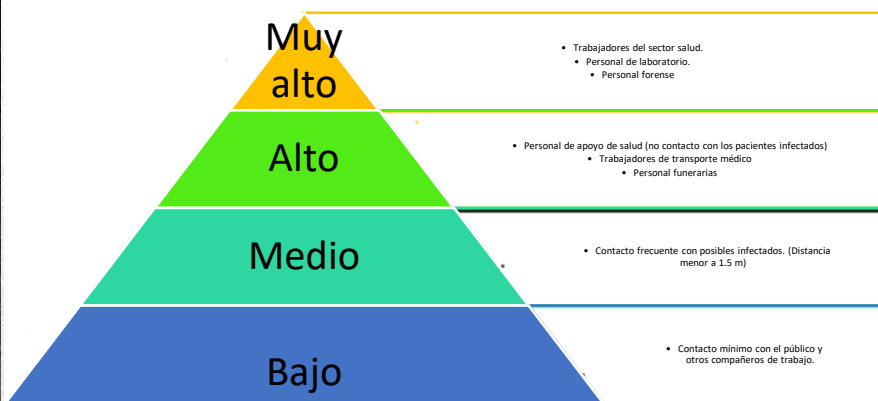 Muy
alto
• Trabajadores del sector salud.
• Personal de laboratorio.
• Personal forense
Alto
• Personal de apoyo de salud (no contacto con los pacientes infectados)
• Trabajadores de transporte médico
• Personal funerarias
Medio
• Contacto frecuente con posibles infectados. (Distancia
menor a 1.5 m)
Bajo
• Contacto mínimo con el público y
otros compañeros de trabajo.